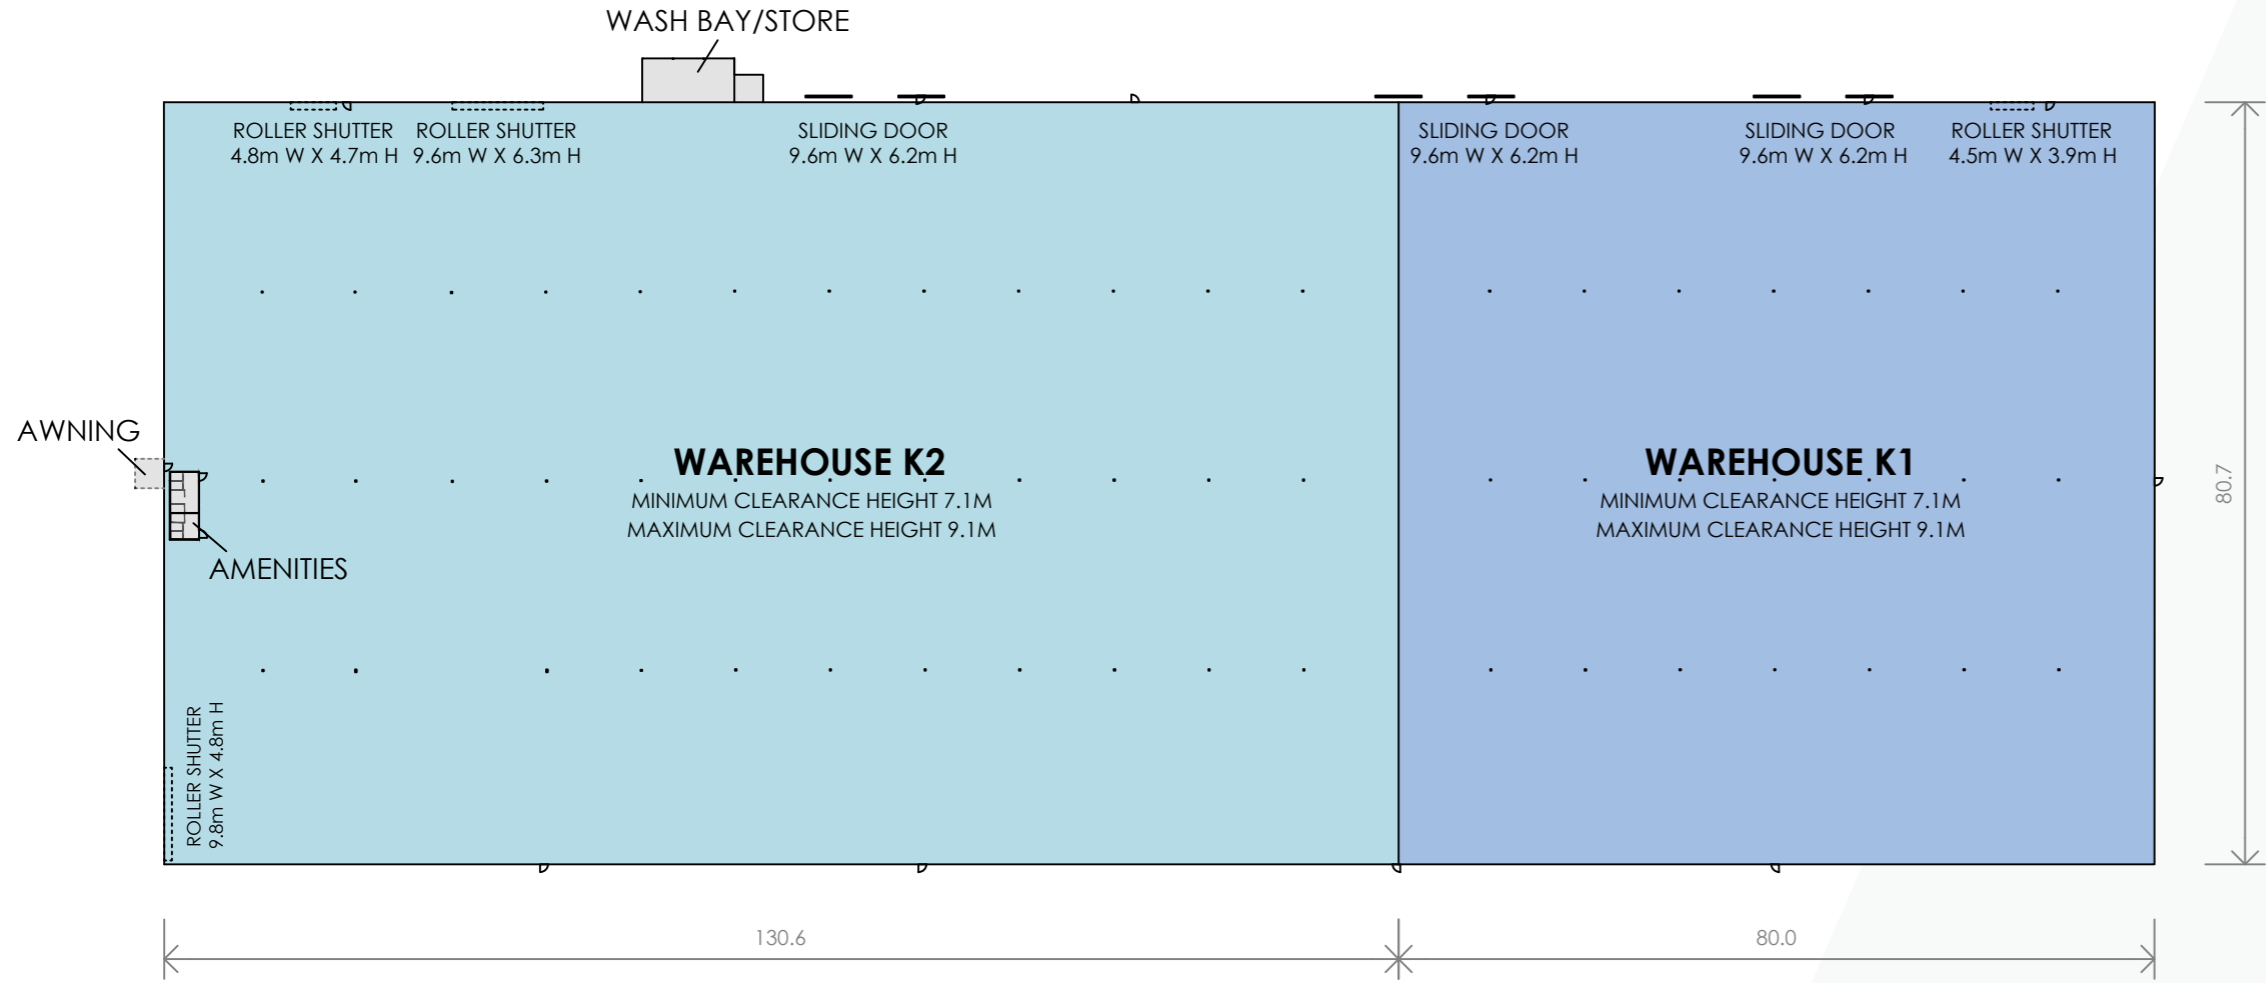 WASH BAY/STORE
ROLLER SHUTTER
4.8m W X 4.7m H
ROLLER SHUTTER
9.6m W X 6.3m H
SLIDING DOOR
9.6m W X 6.2m H
SLIDING DOOR
9.6m W X 6.2m H
SLIDING DOOR
9.6m W X 6.2m H
ROLLER SHUTTER
4.5m W X 3.9m H
AWNING
WAREHOUSE K2
MINIMUM CLEARANCE HEIGHT 7.1M
MAXIMUM CLEARANCE HEIGHT 9.1M
WAREHOUSE K1
MINIMUM CLEARANCE HEIGHT 7.1M
MAXIMUM CLEARANCE HEIGHT 9.1M
80.7
AMENITIES
ROLLER SHUTTER
9.8m W X 4.8m H
130.6
80.0